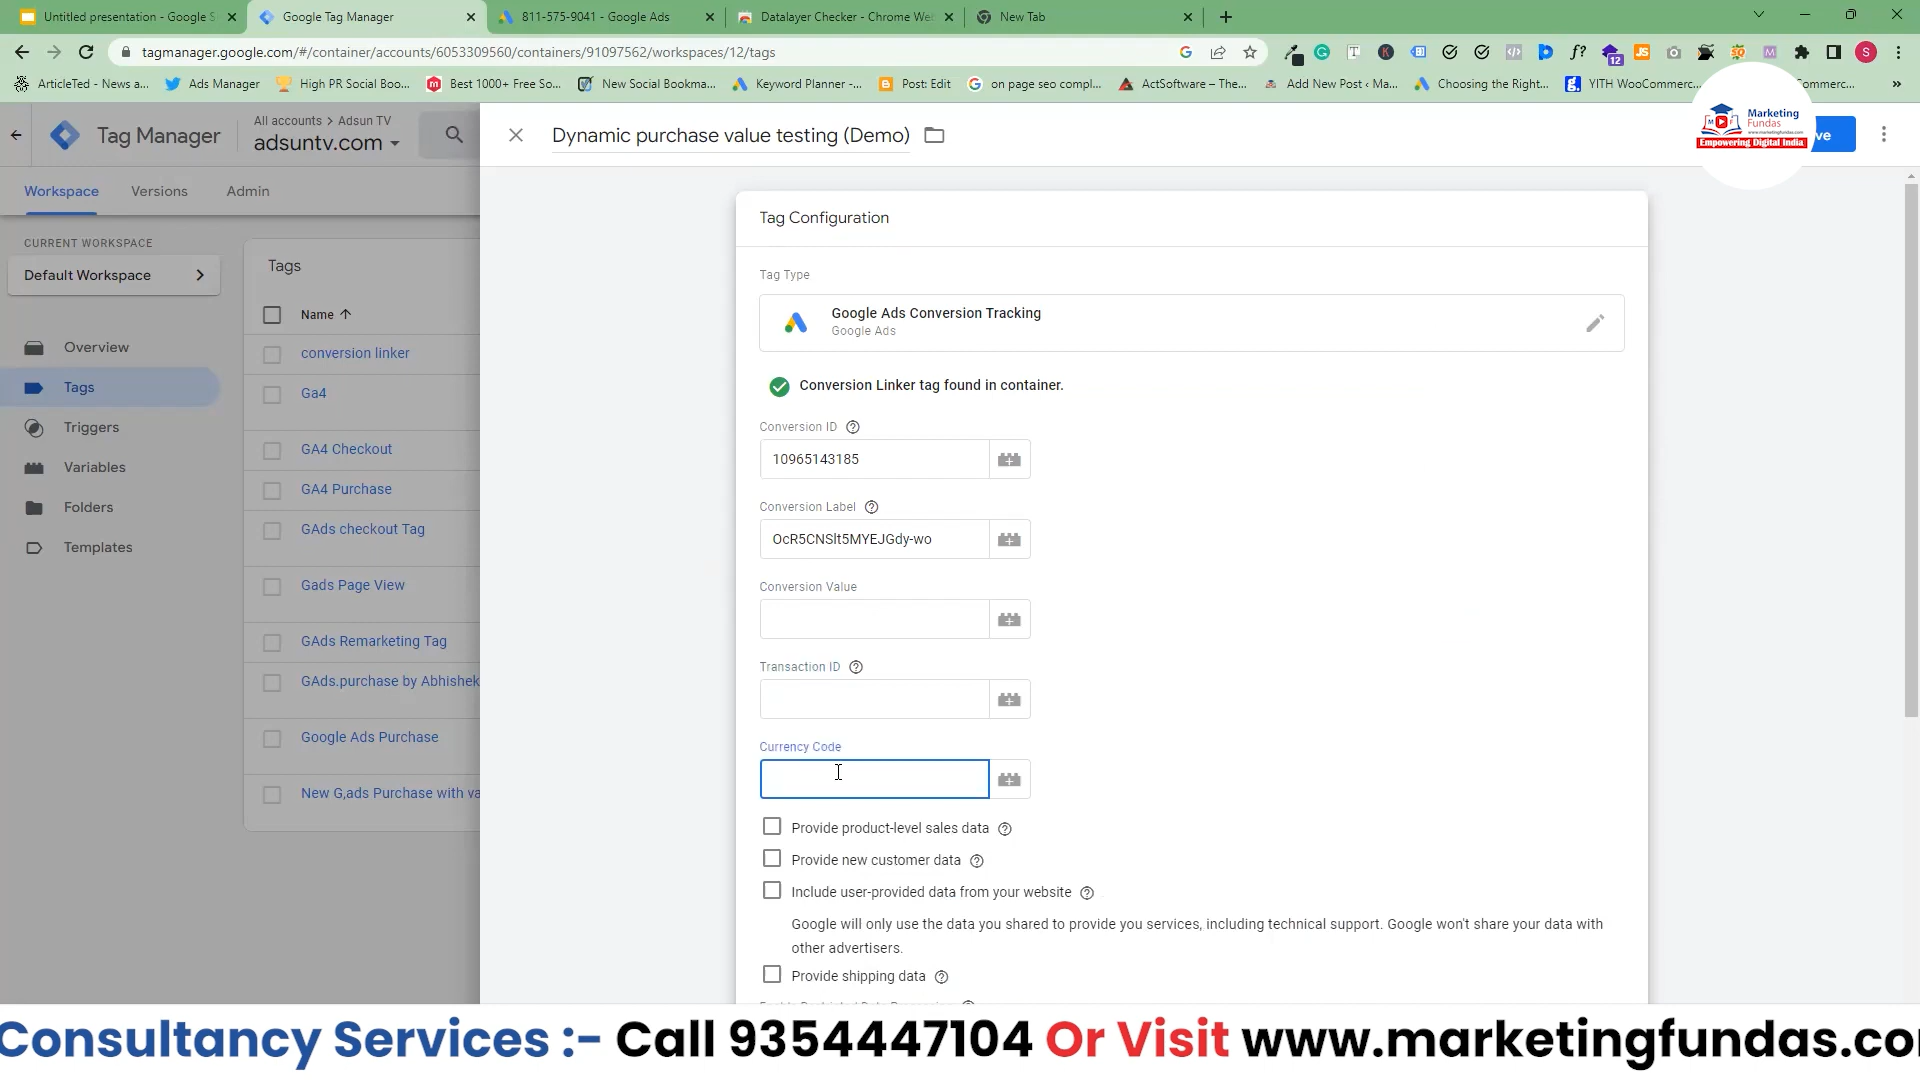 Untitled presentation - Google S
Google Tag Manager
811-575-9041 - Google Ads
Datalayer Checker - Chrome We
New Tab
tagmanager.google.com/#/container/accounts/6053309560/containers/91097562/workspaces/12/tags
ArticleTed - News a...
Ads Manager
High PR Social Boo...
Best 1000+ Free So...
New Social Bookma...
Keyword Planner -...
Post: Edit
on page seo compl...
ActSoftware – The...
Add New Post ‹ Ma...
Choosing the Right...
YITH WooCommerc...
Commerc...
Tag Manager
All accounts > Adsun TV
adsuntv.com
Dynamic purchase value testing (Demo)
Marketing
Fundas
www.marketingfundas.com
Empowering Digital India
ve
Workspace
Versions
Admin
CURRENT WORKSPACE
Default Workspace
Overview
Tags
Triggers
Variables
Folders
Templates
Tags
Name
conversion linker
Ga4
GA4 Checkout
GA4 Purchase
GAds checkout Tag
Gads Page View
GAds Remarketing Tag
GAds.purchase by Abhishek
Google Ads Purchase
New G,ads Purchase with va
Tag Configuration
Tag Type
Google Ads Conversion Tracking
Google Ads
Conversion Linker tag found in container.
Conversion ID
10965143185
Conversion Label
OcR5CNSlt5MYEJGdy-wo
Conversion Value
Transaction ID
Currency Code
Provide product-level sales data
Provide new customer data
Include user-provided data from your website
Google will only use the data you shared to provide you services, including technical support. Google won't share your data with
other advertisers.
Provide shipping data
Consultancy Services :- Call 9354447104 Or Visit www.marketingfundas.co